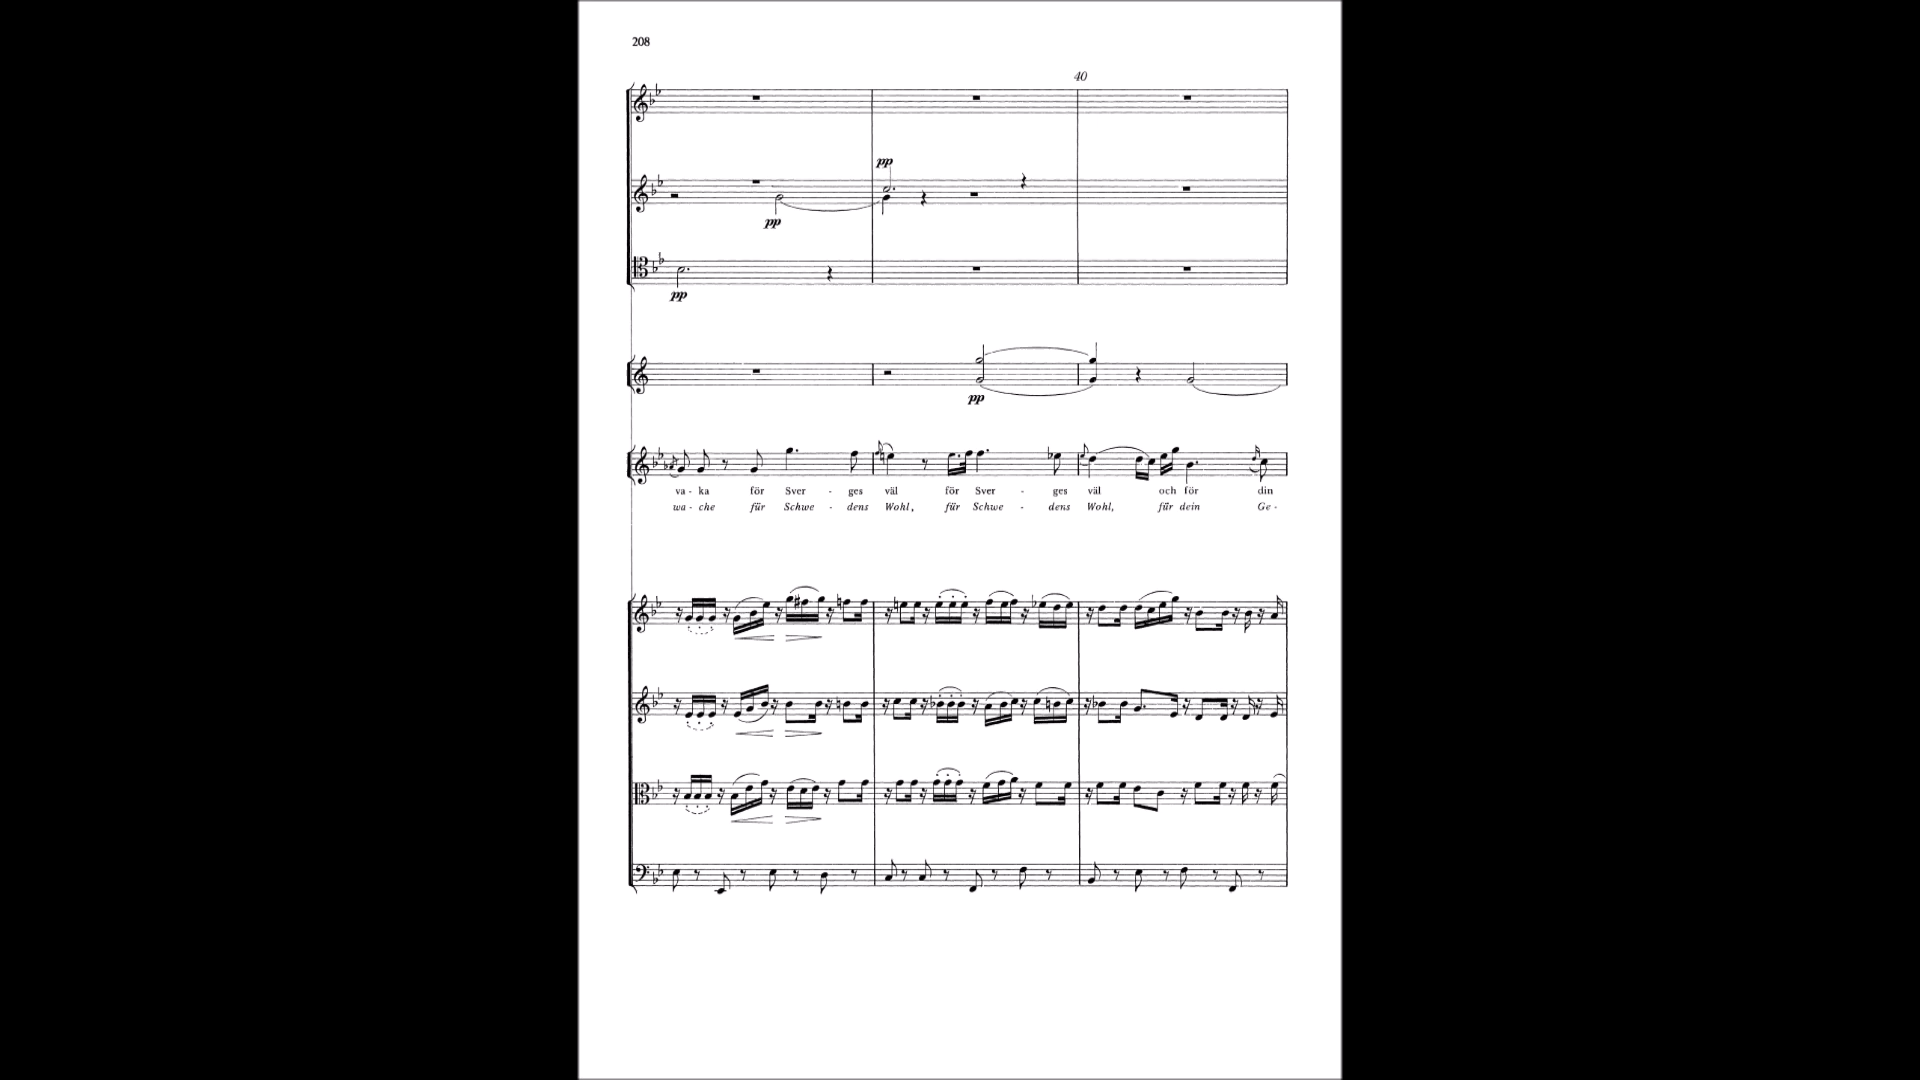 208
40
pp
pp
pp
pp
va - ka för Sver - ges väl för Sver - ges väl och för din
wa - che für Schwe - dens Wohl, für Schwe - dens Wohl, für dein Ge -